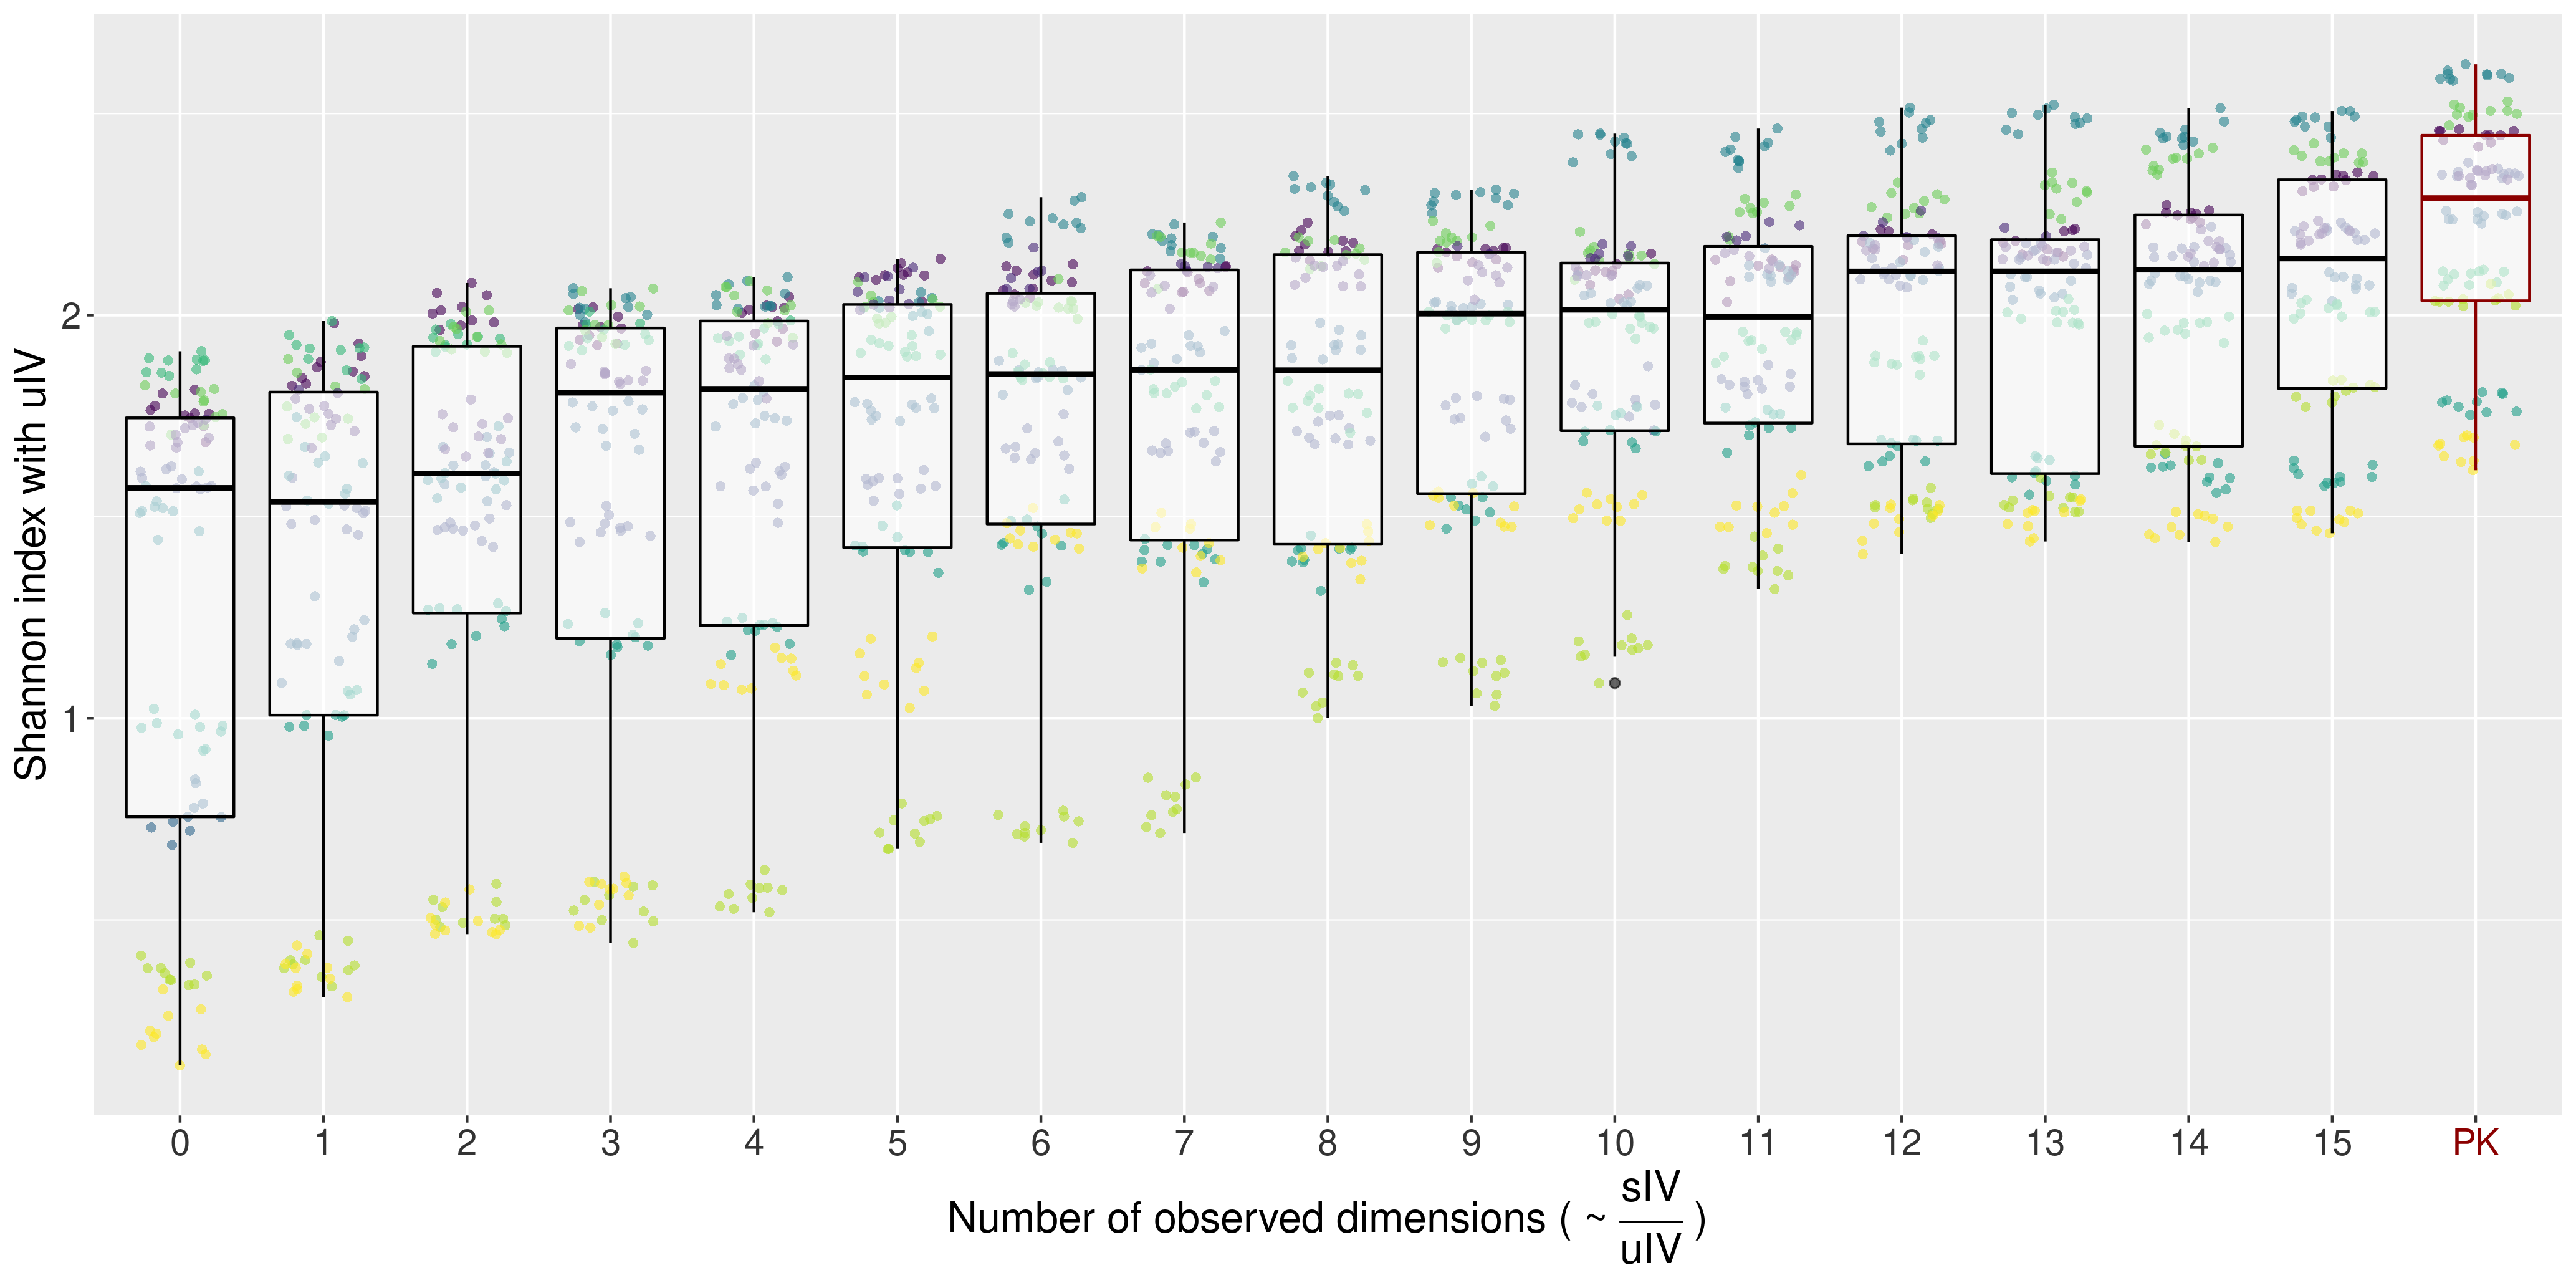 Shannon index with uIV
2
1
0 1 2 3 4 5 6 7 8 9 10 11 12 13 14 15 PK
Number of observed dimensions ( ~ sIV
uIV )